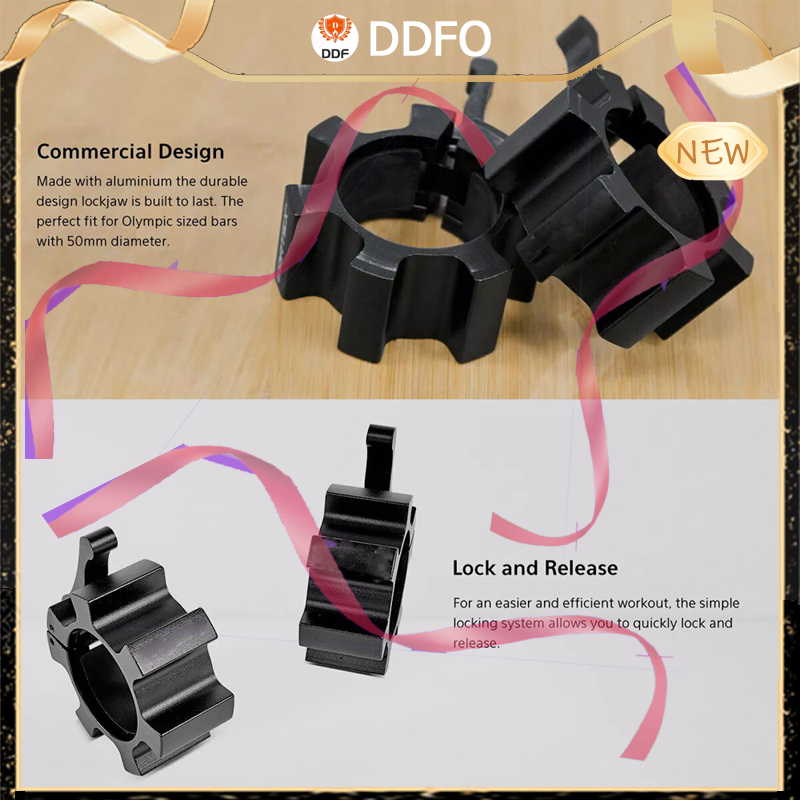 DDF
DDFO
NEW
Commercial Design
Made with aluminium the durable
design lockjaw is built to last. The
perfect fit for Olympic sized bars
with 50mm diameter.
Lock and Release
For an easier and efficient workout, the simple
locking system allows you to quickly lock and
release.